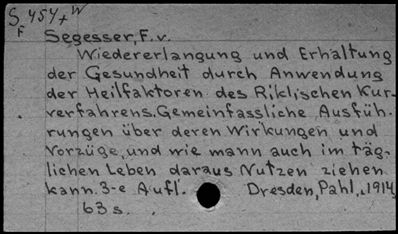 S 454+W
F
Segesser, F. v.
Wiedererlangung und Erhaltung
der Gesundheit durch Anwendung
der Heilfaktoren des Riklischen Kur-
verfahrens. Gemeinfassliche Ausfüh-
rungen über deren Wirkungen und
Vorzüge, und wie mann auch im täg-
lichen Leben daraus Nutzen ziehen
kann. 3-e Aufl. Dresden, Pahl, 1914
63 s.